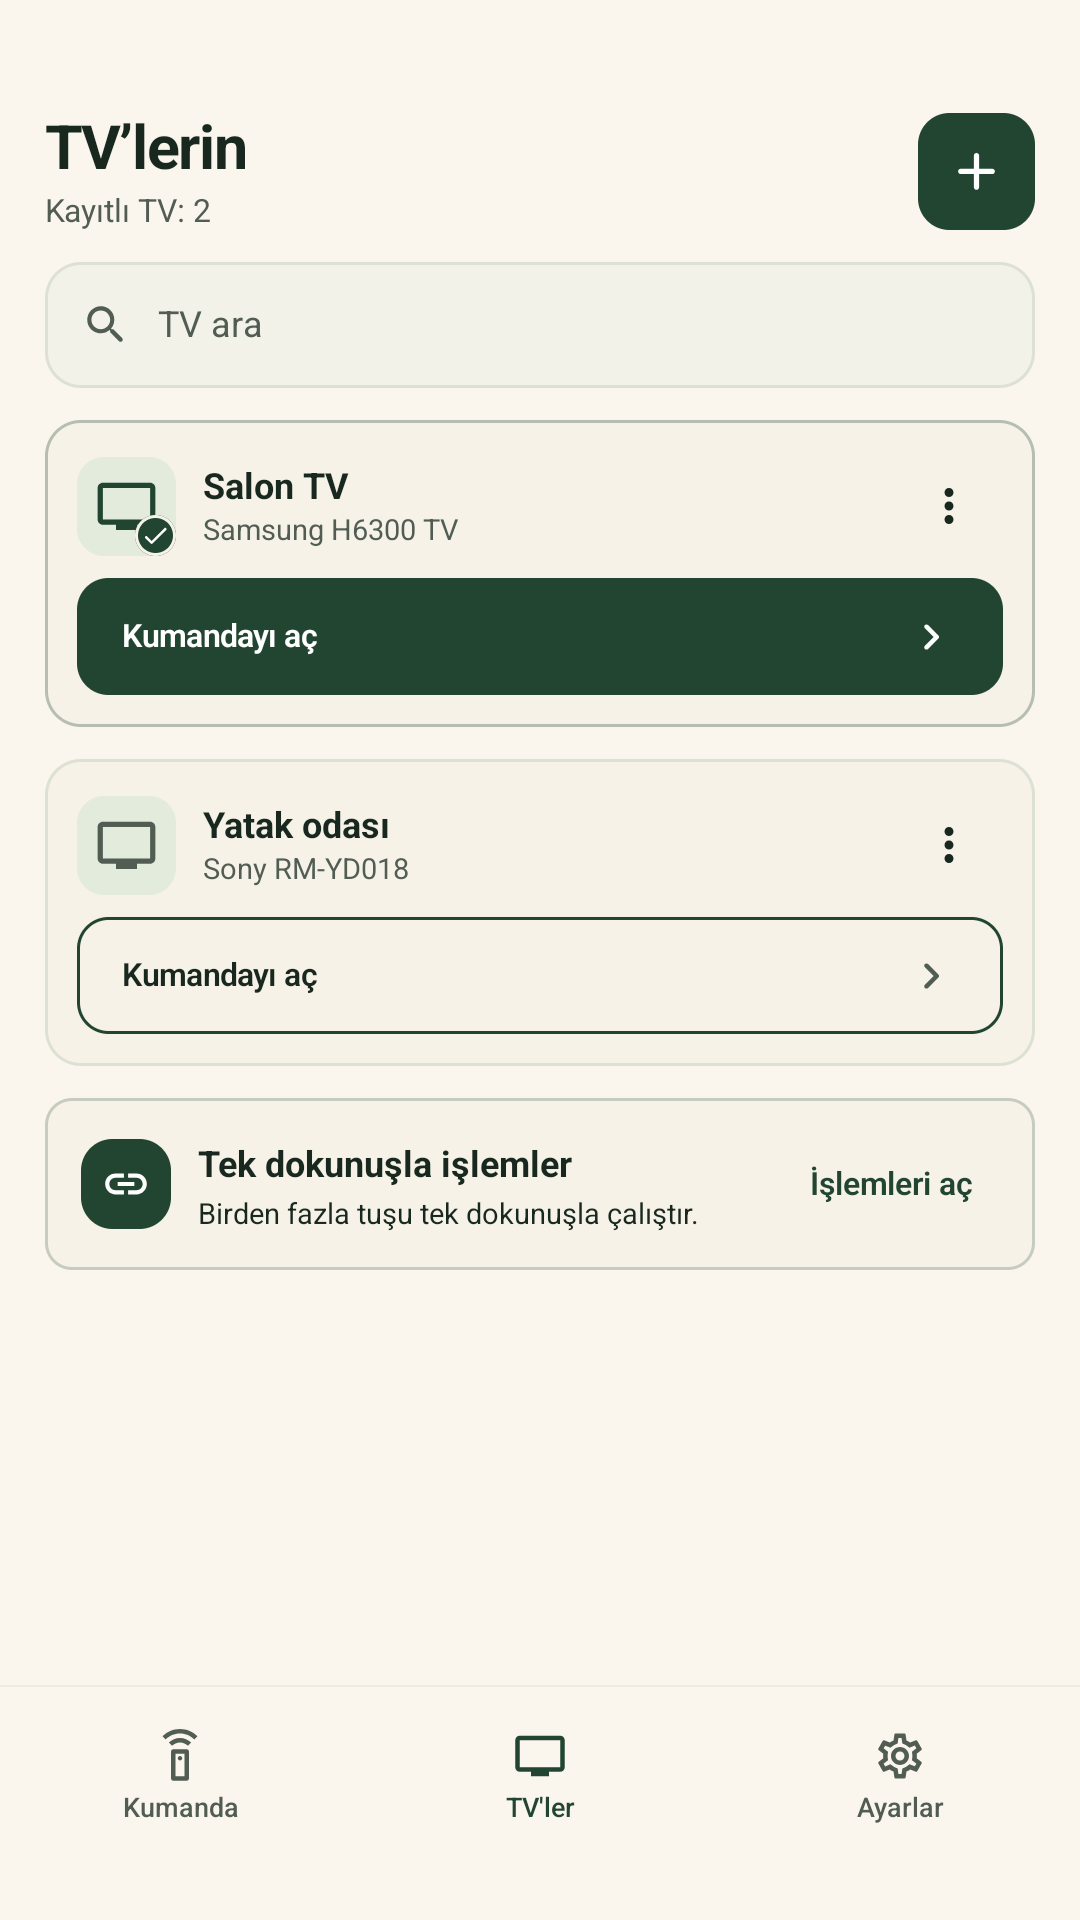 TV’lerin
Kayıtlı TV: 2
TV ara
Salon TV
Samsung H6300 TV
Kumandayı aç
Yatak odası
Sony RM-YD018
Kumandayı aç
Tek dokunuşla işlemler
Birden fazla tuşu tek dokunuşla çalıştır.
İşlemleri aç
Kumanda
TV'ler
Ayarlar